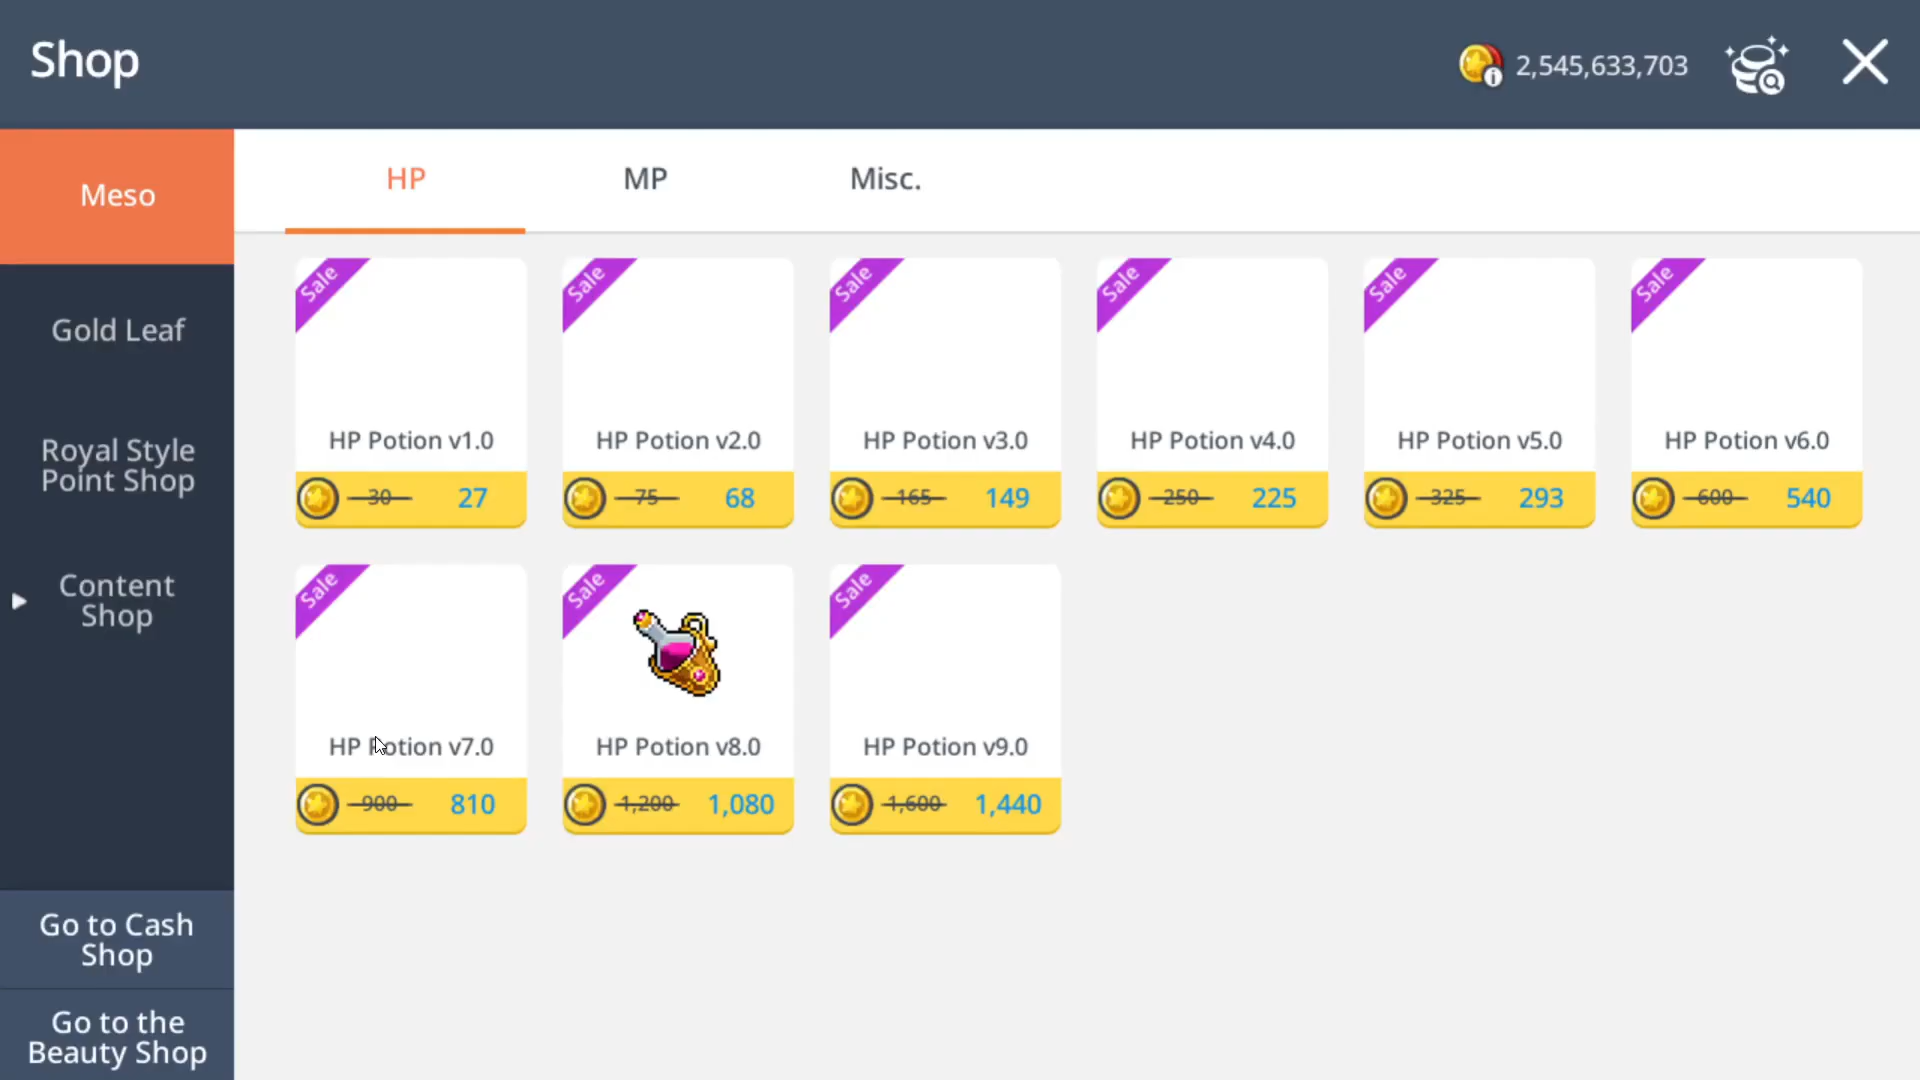 Shop
2,545,633,703
Meso
Gold Leaf
Royal Style
Point Shop
Content
Shop
Go to Cash
Shop
Go to the
Beauty Shop
HP MP Misc.
Sale Sale Sale Sale Sale Sale
HP Potion v1.0 HP Potion v2.0 HP Potion v3.0 HP Potion v4.0 HP Potion v5.0 HP Potion v6.0
30 27 75 68 165 149 250 225 325 293 600 540
Sale Sale Sale
HP Potion v7.0 HP Potion v8.0 HP Potion v9.0
900 810 1,200 1,080 1,600 1,440